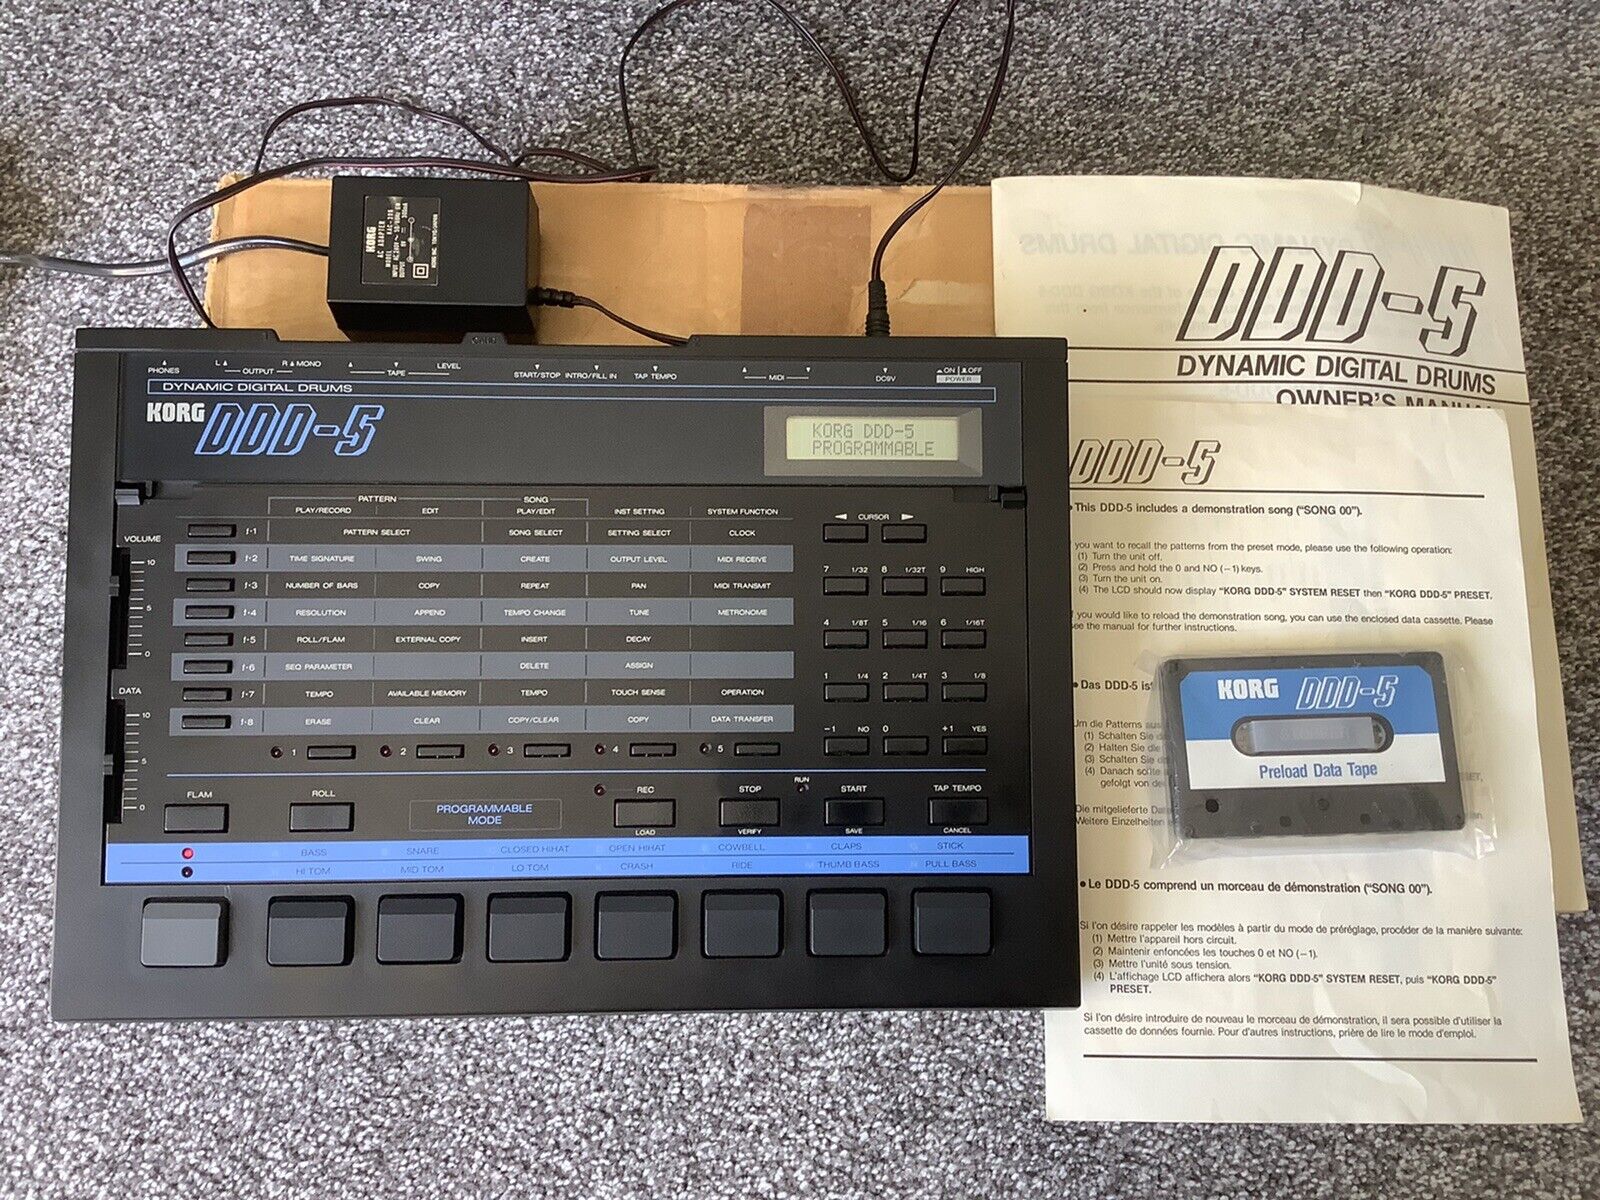 KORG
AC ADAPTER
MODEL KAC-306
TOKYO/JAPAN
DDD-5
DYNAMIC DIGITAL DRUMS
OWNER'S MANUAL
PHONES L OUTPUT R MONO TAPE LEVEL START/STOP INTRO/FILL IN TAP TEMPO MIDI DC9V ON OFF
POWER
DYNAMIC DIGITAL DRUMS
KORG DDD-5
KORG DDD-5
PROGRAMMABLE
PATTERN SONG
PLAY/RECORD EDIT PLAY/EDIT INST SETTING SYSTEM FUNCTION
f-1 PATTERN SELECT SONG SELECT SETTING SELECT CLOCK
f-2 TIME SIGNATURE SWING CREATE OUTPUT LEVEL MIDI RECEIVE
f-3 NUMBER OF BARS COPY REPEAT PAN MIDI TRANSMIT
f-4 RESOLUTION APPEND TEMPO CHANGE TUNE METRONOME
f-5 ROLL/FLAM EXTERNAL COPY INSERT DECAY
f-6 SEQ PARAMETER DELETE ASSIGN
f-7 TEMPO AVAILABLE MEMORY TEMPO TOUCH SENSE OPERATION
f-8 ERASE CLEAR COPY/CLEAR COPY DATA TRANSFER
1 2 3 4 5
VOLUME
10
5
0
DATA
10
5
0
◄ CURSOR ►
7 1/32 8 1/32T 9 HIGH
4 1/8T 5 1/16 6 1/16T
1 1/4 2 1/4T 3 1/8
-1 NO 0 +1 YES
FLAM ROLL PROGRAMMABLE
MODE
REC STOP RUN START TAP TEMPO
LOAD VERIFY SAVE CANCEL
BASS SNARE CLOSED HIHAT OPEN HIHAT COWBELL CLAPS STICK
HI TOM MID TOM LO TOM CRASH RIDE THUMB BASS PULL BASS
DDD-5
• This DDD-5 includes a demonstration song ("SONG 00").
you want to recall the patterns from the preset mode, please use the following operation:
(1) Turn the unit off.
(2) Press and hold the 0 and NO (−1) keys.
(3) Turn the unit on.
(4) The LCD should now display "KORG DDD-5" SYSTEM RESET then "KORG DDD-5" PRESET.
you would like to reload the demonstration song, you can use the enclosed data cassette. Please
see the manual for further instructions.
• Das DDD-5 ist
Um die Patterns aus
(1) Schalten Sie
(2) Halten Sie die
(3) Schalten Sie
(4) Danach sollte
gefolgt von
Die mitgelieferte
Weitere Einzelheiten
KORG DDD-5
Preload Data Tape
• Le DDD-5 comprend un morceau de démonstration ("SONG 00").
Si l'on désire rappeler les modèles à partir du mode de préréglage, procéder de la manière suivante:
(1) Mettre l'appareil hors circuit.
(2) Maintenir enfoncées les touches 0 et NO (−1).
(3) Mettre l'unité sous tension.
(4) L'affichage LCD affichera alors "KORG DDD-5" SYSTEM RESET, puis "KORG DDD-5"
PRESET.
Si l'on désire introduire de nouveau le morceau de démonstration, il sera possible d'utiliser la
cassette de données fournie. Pour d'autres instructions, prière de lire le mode d'emploi.